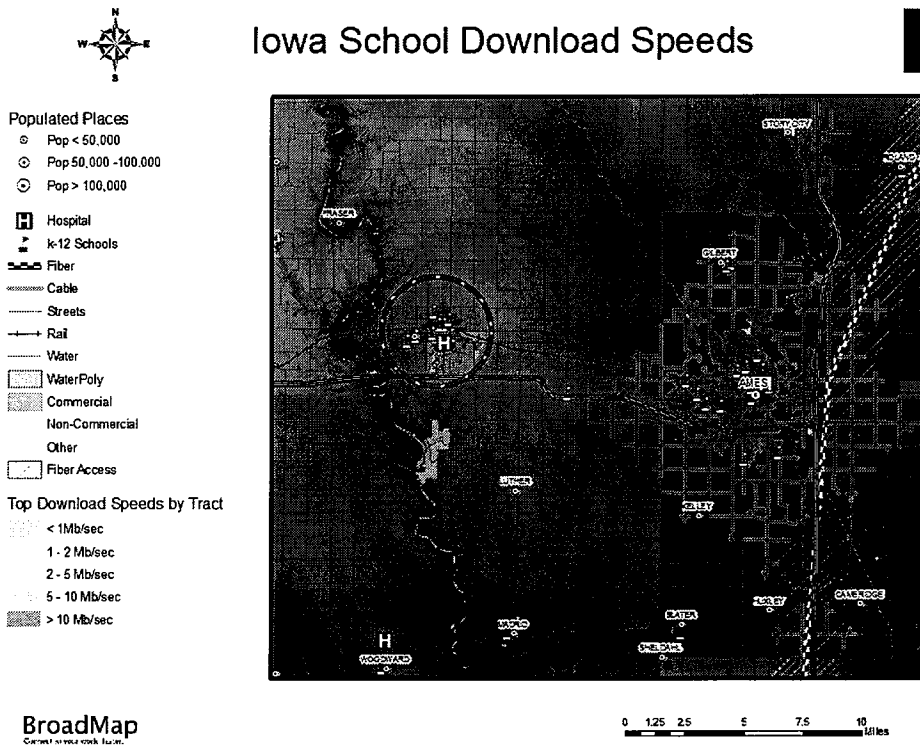 N
W E
S
Iowa School Download Speeds
Populated Places
Pop < 50,000
Pop 50,000 -100,000
Pop > 100,000
H Hospital
k-12 Schools
Fiber
Cable
Streets
Rail
Water
WaterPoly
Commercial
Non-Commercial
Other
Fiber Access
Top Download Speeds by Tract
< 1Mb/sec
1 - 2 Mb/sec
2 - 5 Mb/sec
5 - 10 Mb/sec
> 10 Mb/sec
STORY CITY
ROLAND
FRASER
GILBERT
H
AMES
LUTHER
KELLEY
HUXLEY
CAMBRIDGE
SLATER
MADRID
SHELDAHL
H
WOODWARD
BroadMap
0 1.25 2.5 5 7.5 10
Miles